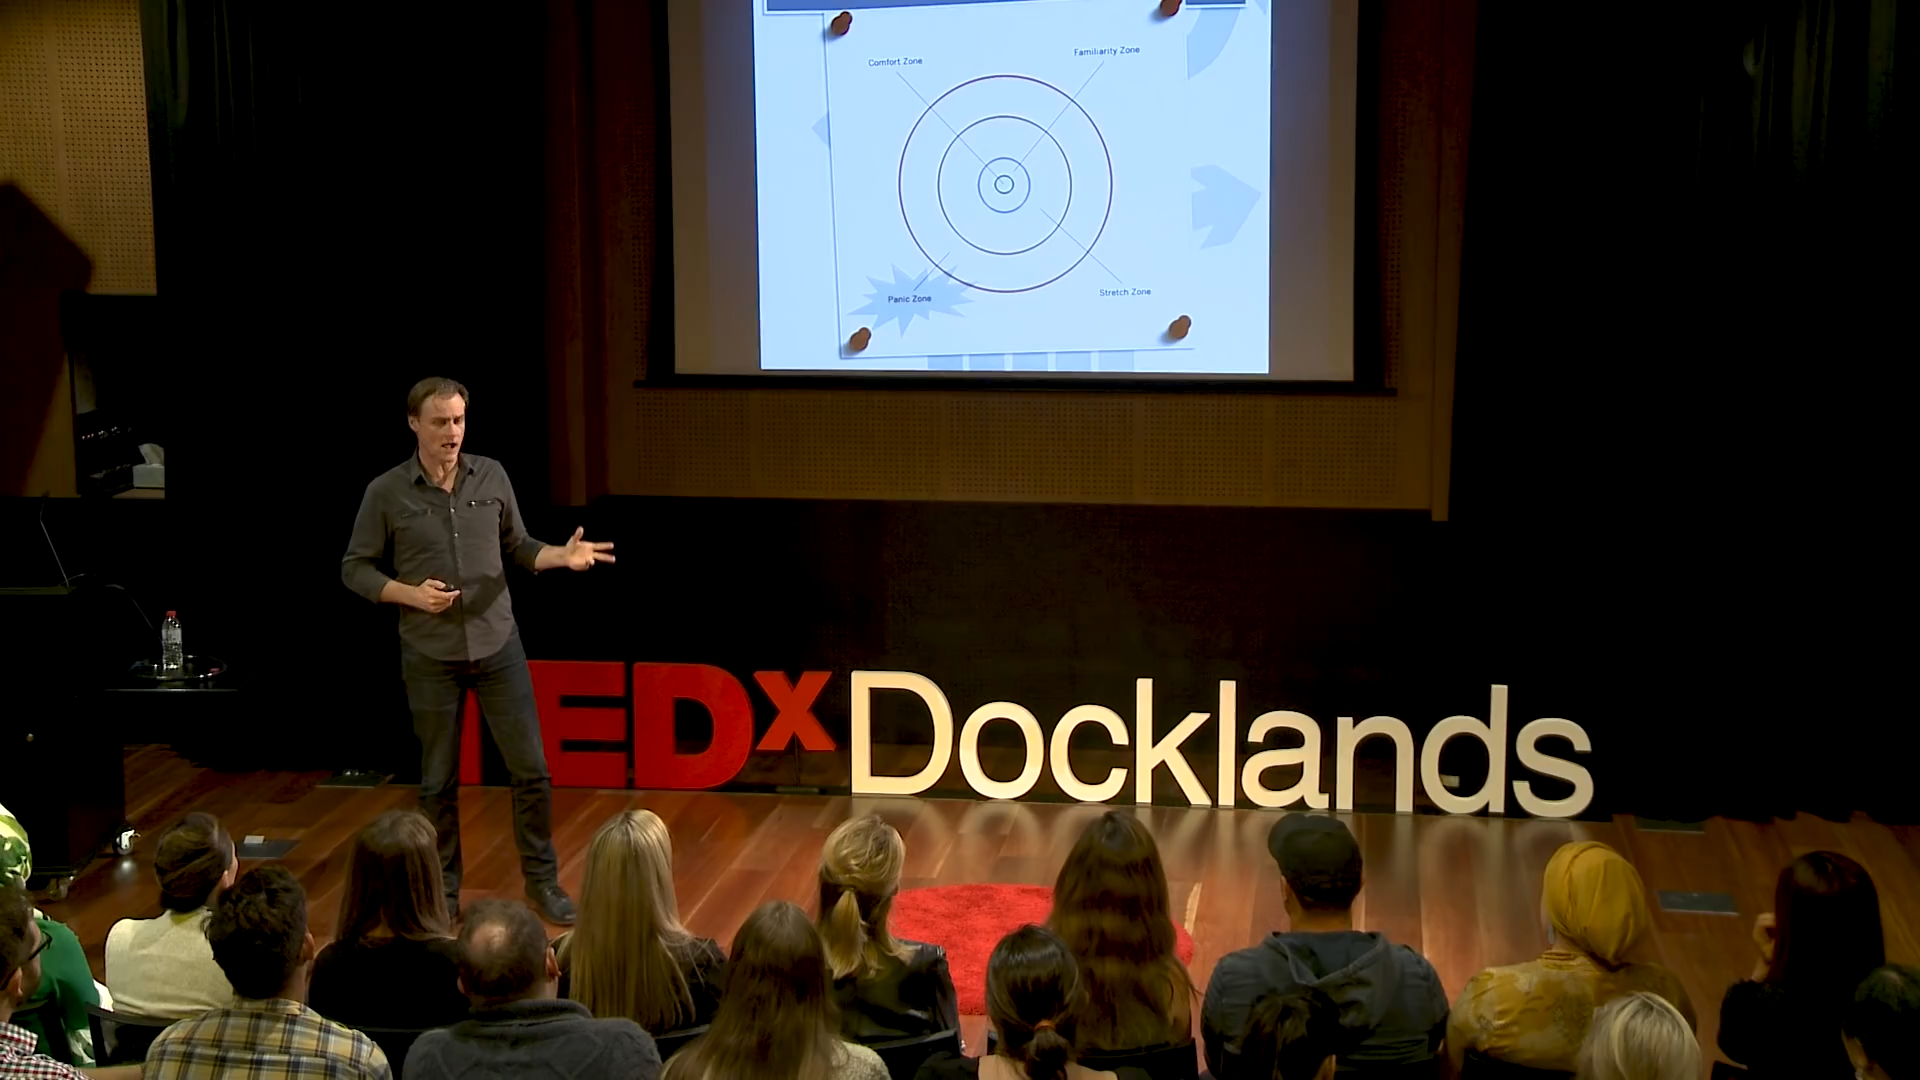 Comfort Zone
Familiarity Zone
Panic Zone
Stretch Zone
TEDx Docklands